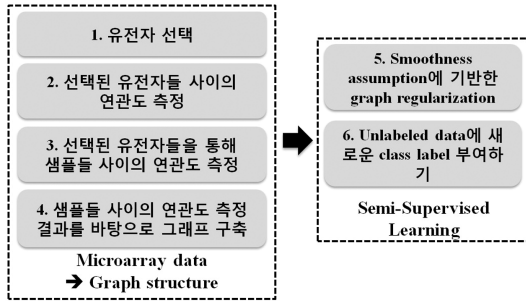 1. 유전자 선택
2. 선택된 유전자들 사이의
연관도 측정
3. 선택된 유전자들을 통해
샘플들 사이의 연관도 측정
4. 샘플들 사이의 연관도 측정
결과를 바탕으로 그래프 구축
Microarray data
→ Graph structure
5. Smoothness
assumption에 기반한
graph regularization
6. Unlabeled data에 새
로운 class label 부여하
기
Semi-Supervised
Learning